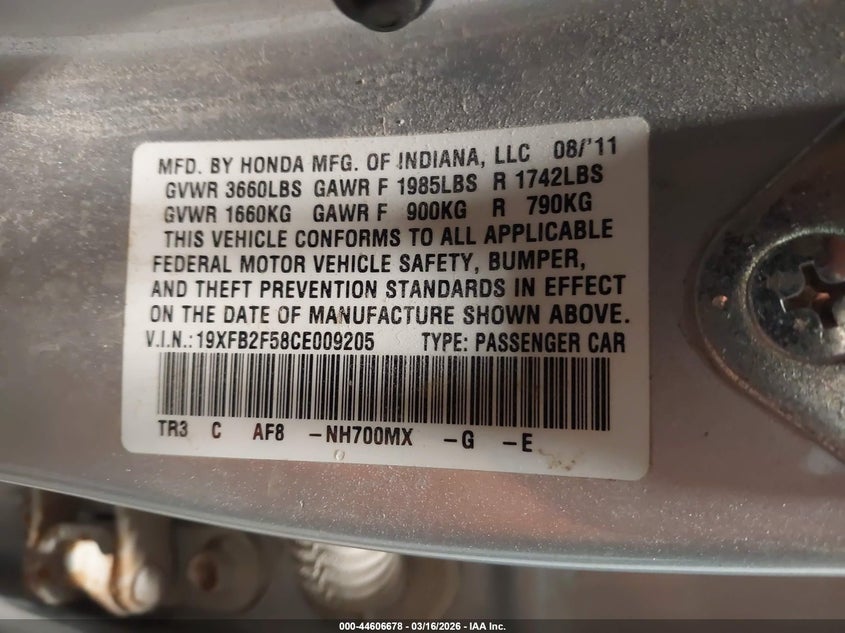 MFD. BY HONDA MFG. OF INDIANA, LLC 08/'11
GVWR 3660LBS GAWR F 1985LBS R 1742LBS
GVWR 1660KG GAWR F 900KG R 790KG
THIS VEHICLE CONFORMS TO ALL APPLICABLE
FEDERAL MOTOR VEHICLE SAFETY, BUMPER,
AND THEFT PREVENTION STANDARDS IN EFFECT
ON THE DATE OF MANUFACTURE SHOWN ABOVE.
V.I.N.:19XFB2F58CE009205 TYPE: PASSENGER CAR
TR3 C AF8 -NH700MX -G -E
000-44606678 - 03/16/2026 - IAA Inc.